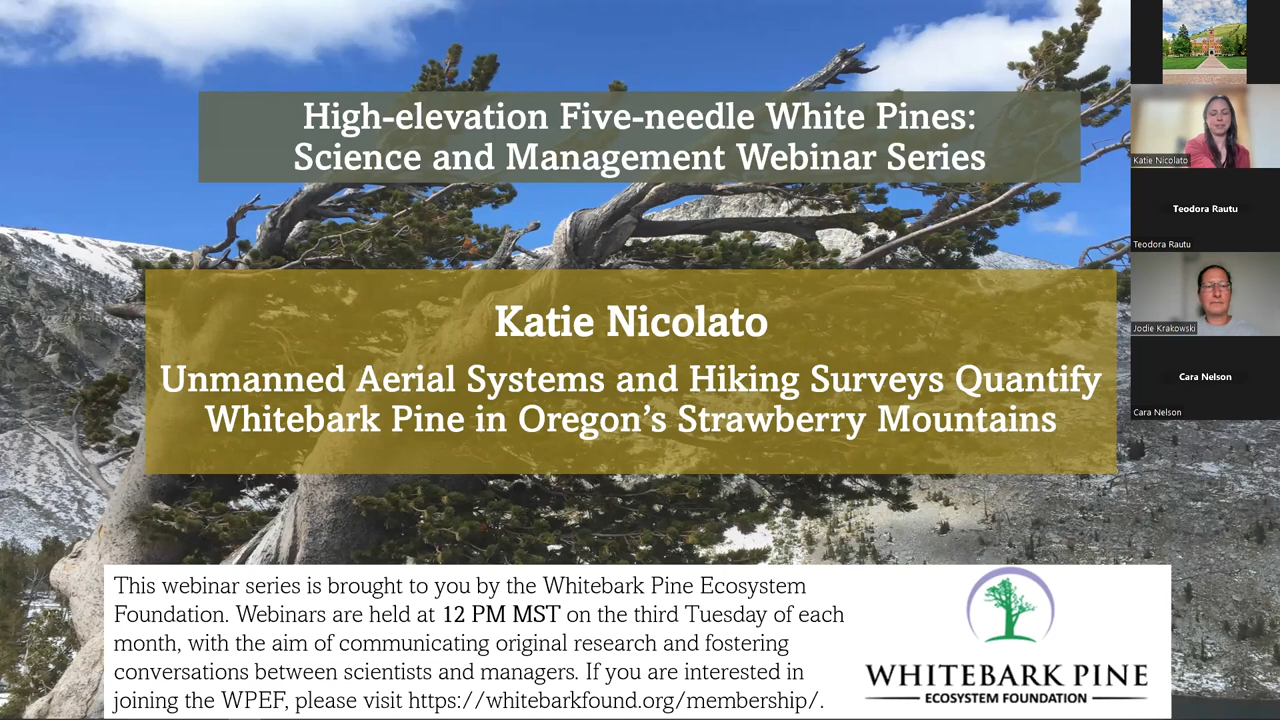 High-elevation Five-needle White Pines:
Science and Management Webinar Series
Katie Nicolato
Unmanned Aerial Systems and Hiking Surveys Quantify
Whitebark Pine in Oregon’s Strawberry Mountains
This webinar series is brought to you by the Whitebark Pine Ecosystem
Foundation. Webinars are held at 12 PM MST on the third Tuesday of each
month, with the aim of communicating original research and fostering
conversations between scientists and managers. If you are interested in
joining the WPEF, please visit https://whitebarkfound.org/membership/.
WHITEBARK PINE
ECOSYSTEM FOUNDATION
Katie Nicolato
Teodora Rautu
Teodora Rautu
Jodie Krakowski
Cara Nelson
Cara Nelson